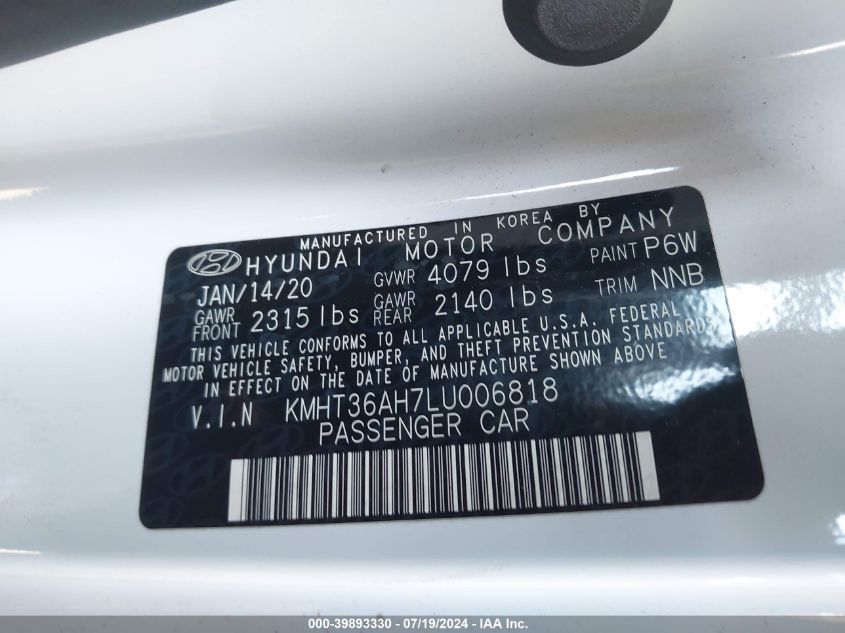 MANUFACTURED IN KOREA BY
HYUNDAI MOTOR COMPANY
JAN/14/20 GVWR 4079 lbs PAINT P6W
GAWR FRONT 2315 lbs GAWR REAR 2140 lbs TRIM NNB
THIS VEHICLE CONFORMS TO ALL APPLICABLE U.S.A. FEDERAL
MOTOR VEHICLE SAFETY, BUMPER, AND THEFT PREVENTION STANDARDS
IN EFFECT ON THE DATE OF MANUFACTURE SHOWN ABOVE
V.I.N KMHT36AH7LU006818
PASSENGER CAR
000-39893330 - 07/19/2024 - IAA Inc.